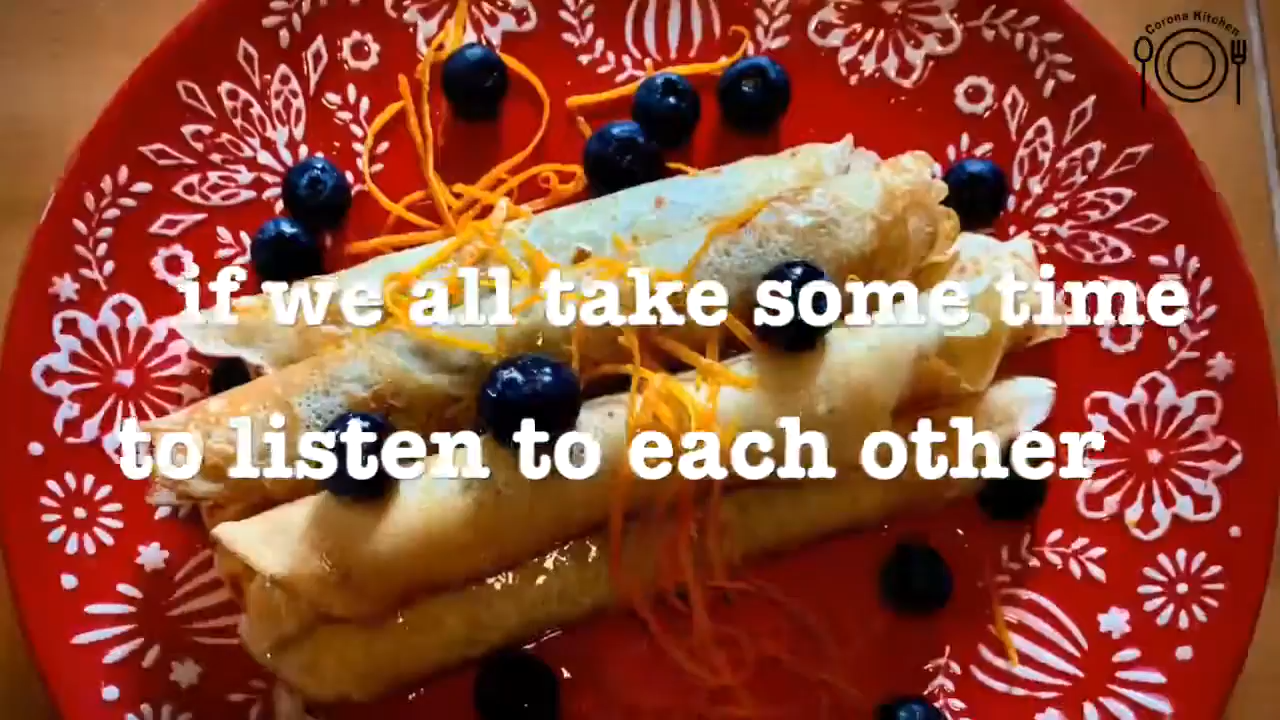 Corona Kitchen
if we all take some time
to listen to each other